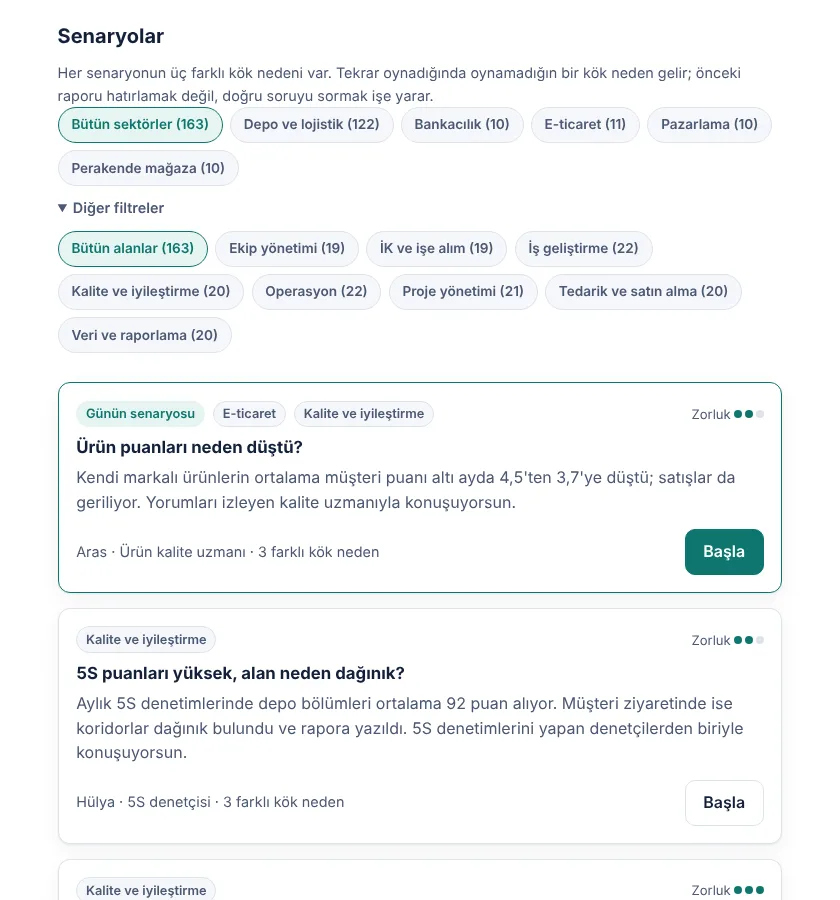 Senaryolar
Her senaryonun üç farklı kök nedeni var. Tekrar oynadığında oynamadığın bir kök neden gelir; önceki
raporu hatırlamak değil, doğru soruyu sormak işe yarar.
Bütün sektörler (163) Depo ve lojistik (122) Bankacılık (10) E-ticaret (11) Pazarlama (10)
Perakende mağaza (10)
▼ Diğer filtreler
Bütün alanlar (163) Ekip yönetimi (19) İK ve işe alım (19) İş geliştirme (22)
Kalite ve iyileştirme (20) Operasyon (22) Proje yönetimi (21) Tedarik ve satın alma (20)
Veri ve raporlama (20)
Günün senaryosu E-ticaret Kalite ve iyileştirme Zorluk
Ürün puanları neden düştü?
Kendi markalı ürünlerin ortalama müşteri puanı altı ayda 4,5'ten 3,7'ye düştü; satışlar da
geriliyor. Yorumları izleyen kalite uzmanıyla konuşuyorsun.
Aras · Ürün kalite uzmanı · 3 farklı kök neden Başla
Kalite ve iyileştirme Zorluk
5S puanları yüksek, alan neden dağınık?
Aylık 5S denetimlerinde depo bölümleri ortalama 92 puan alıyor. Müşteri ziyaretinde ise
koridorlar dağınık bulundu ve rapora yazıldı. 5S denetimlerini yapan denetçilerden biriyle
konuşuyorsun.
Hülya · 5S denetçisi · 3 farklı kök neden Başla
Kalite ve iyileştirme Zorluk